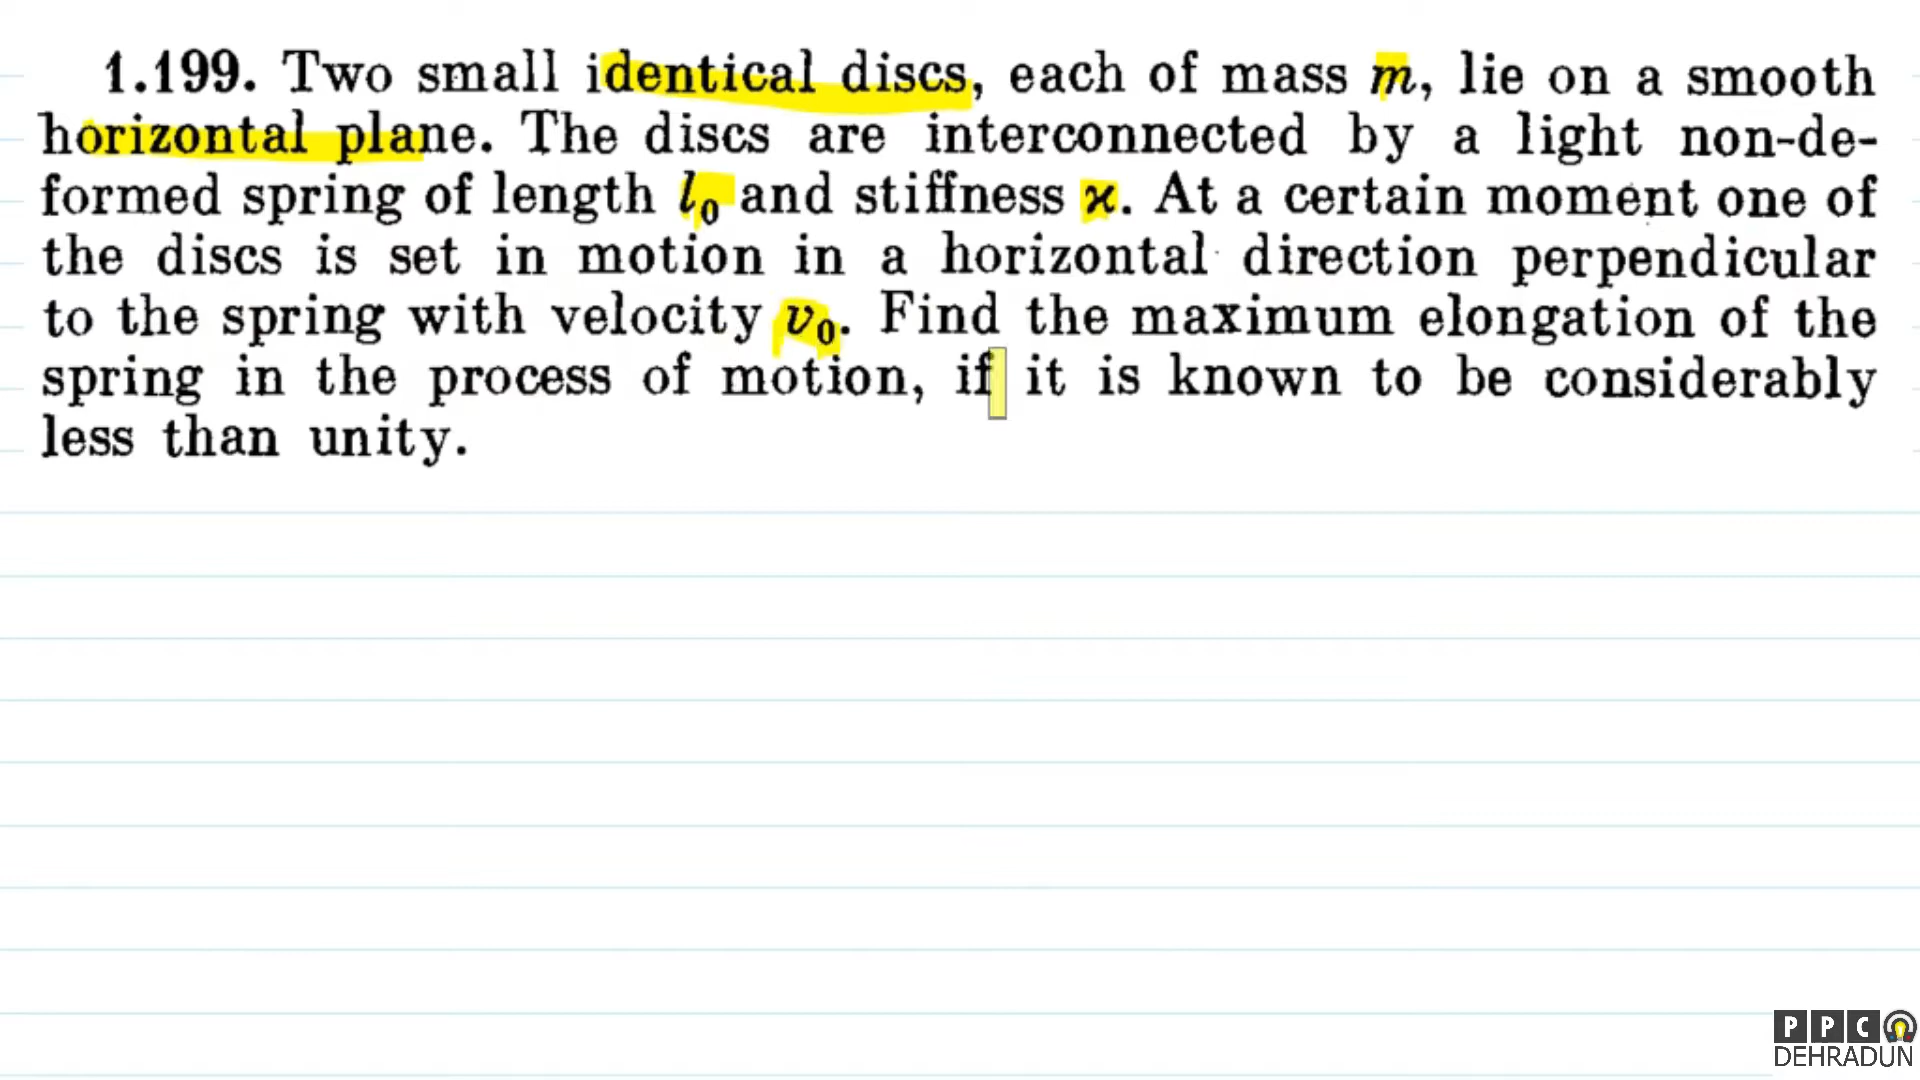 1.199. Two small identical discs, each of mass m, lie on a smooth
horizontal plane. The discs are interconnected by a light non-de-
formed spring of length l₀ and stiffness ϰ. At a certain moment one of
the discs is set in motion in a horizontal direction perpendicular
to the spring with velocity v₀. Find the maximum elongation of the
spring in the process of motion, if it is known to be considerably
less than unity.
PPC
DEHRADUN